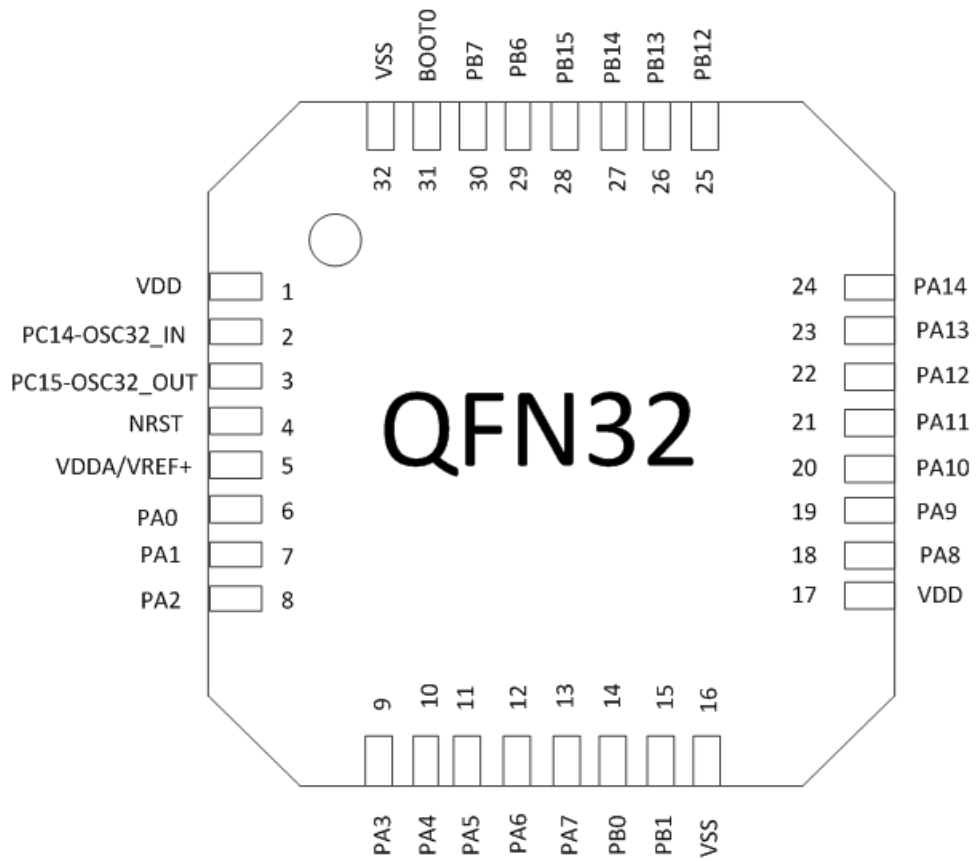 VSS BOOT0 PB7 PB6 PB15 PB14 PB13 PB12
32 31 30 29 28 27 26 25
VDD 1 24 PA14
PC14-OSC32_IN 2 23 PA13
PC15-OSC32_OUT 3 22 PA12
NRST 4 21 PA11
VDDA/VREF+ 5 20 PA10
PA0 6 19 PA9
PA1 7 18 PA8
PA2 8 17 VDD
QFN32
9 10 11 12 13 14 15 16
PA3 PA4 PA5 PA6 PA7 PB0 PB1 VSS